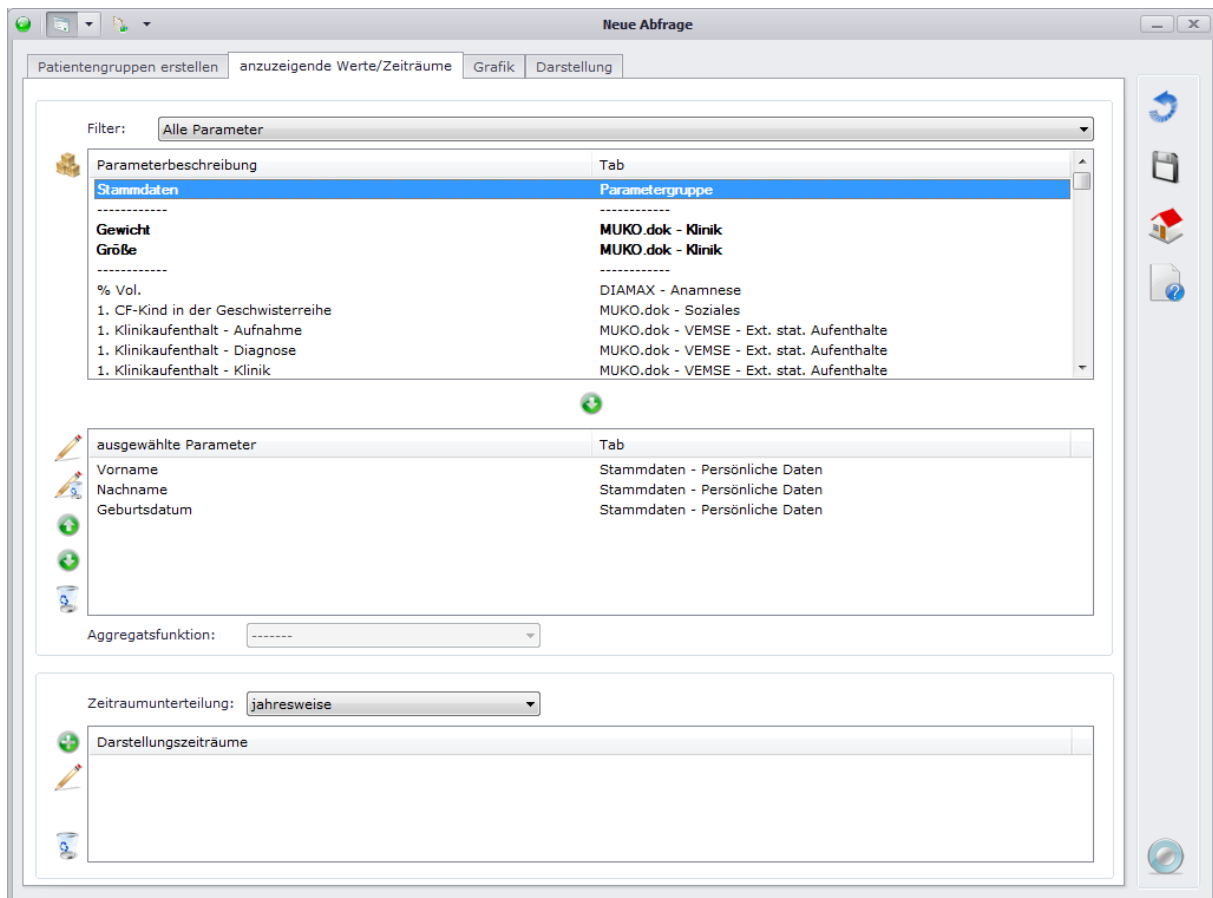 Neue Abfrage
Patientengruppen erstellen anzuzeigende Werte/Zeiträume Grafik Darstellung
Filter: Alle Parameter
Parameterbeschreibung Tab
Stammdaten Parametergruppe
------------ ------------
Gewicht MUKO.dok - Klinik
Größe MUKO.dok - Klinik
------------ ------------
% Vol. DIAMAX - Anamnese
1. CF-Kind in der Geschwisterreihe MUKO.dok - Soziales
1. Klinikaufenthalt - Aufnahme MUKO.dok - VEMSE - Ext. stat. Aufenthalte
1. Klinikaufenthalt - Diagnose MUKO.dok - VEMSE - Ext. stat. Aufenthalte
1. Klinikaufenthalt - Klinik MUKO.dok - VEMSE - Ext. stat. Aufenthalte
ausgewählte Parameter Tab
Vorname Stammdaten - Persönliche Daten
Nachname Stammdaten - Persönliche Daten
Geburtsdatum Stammdaten - Persönliche Daten
Aggregatsfunktion: -------
Zeitraumunterteilung: jahresweise
Darstellungszeiträume